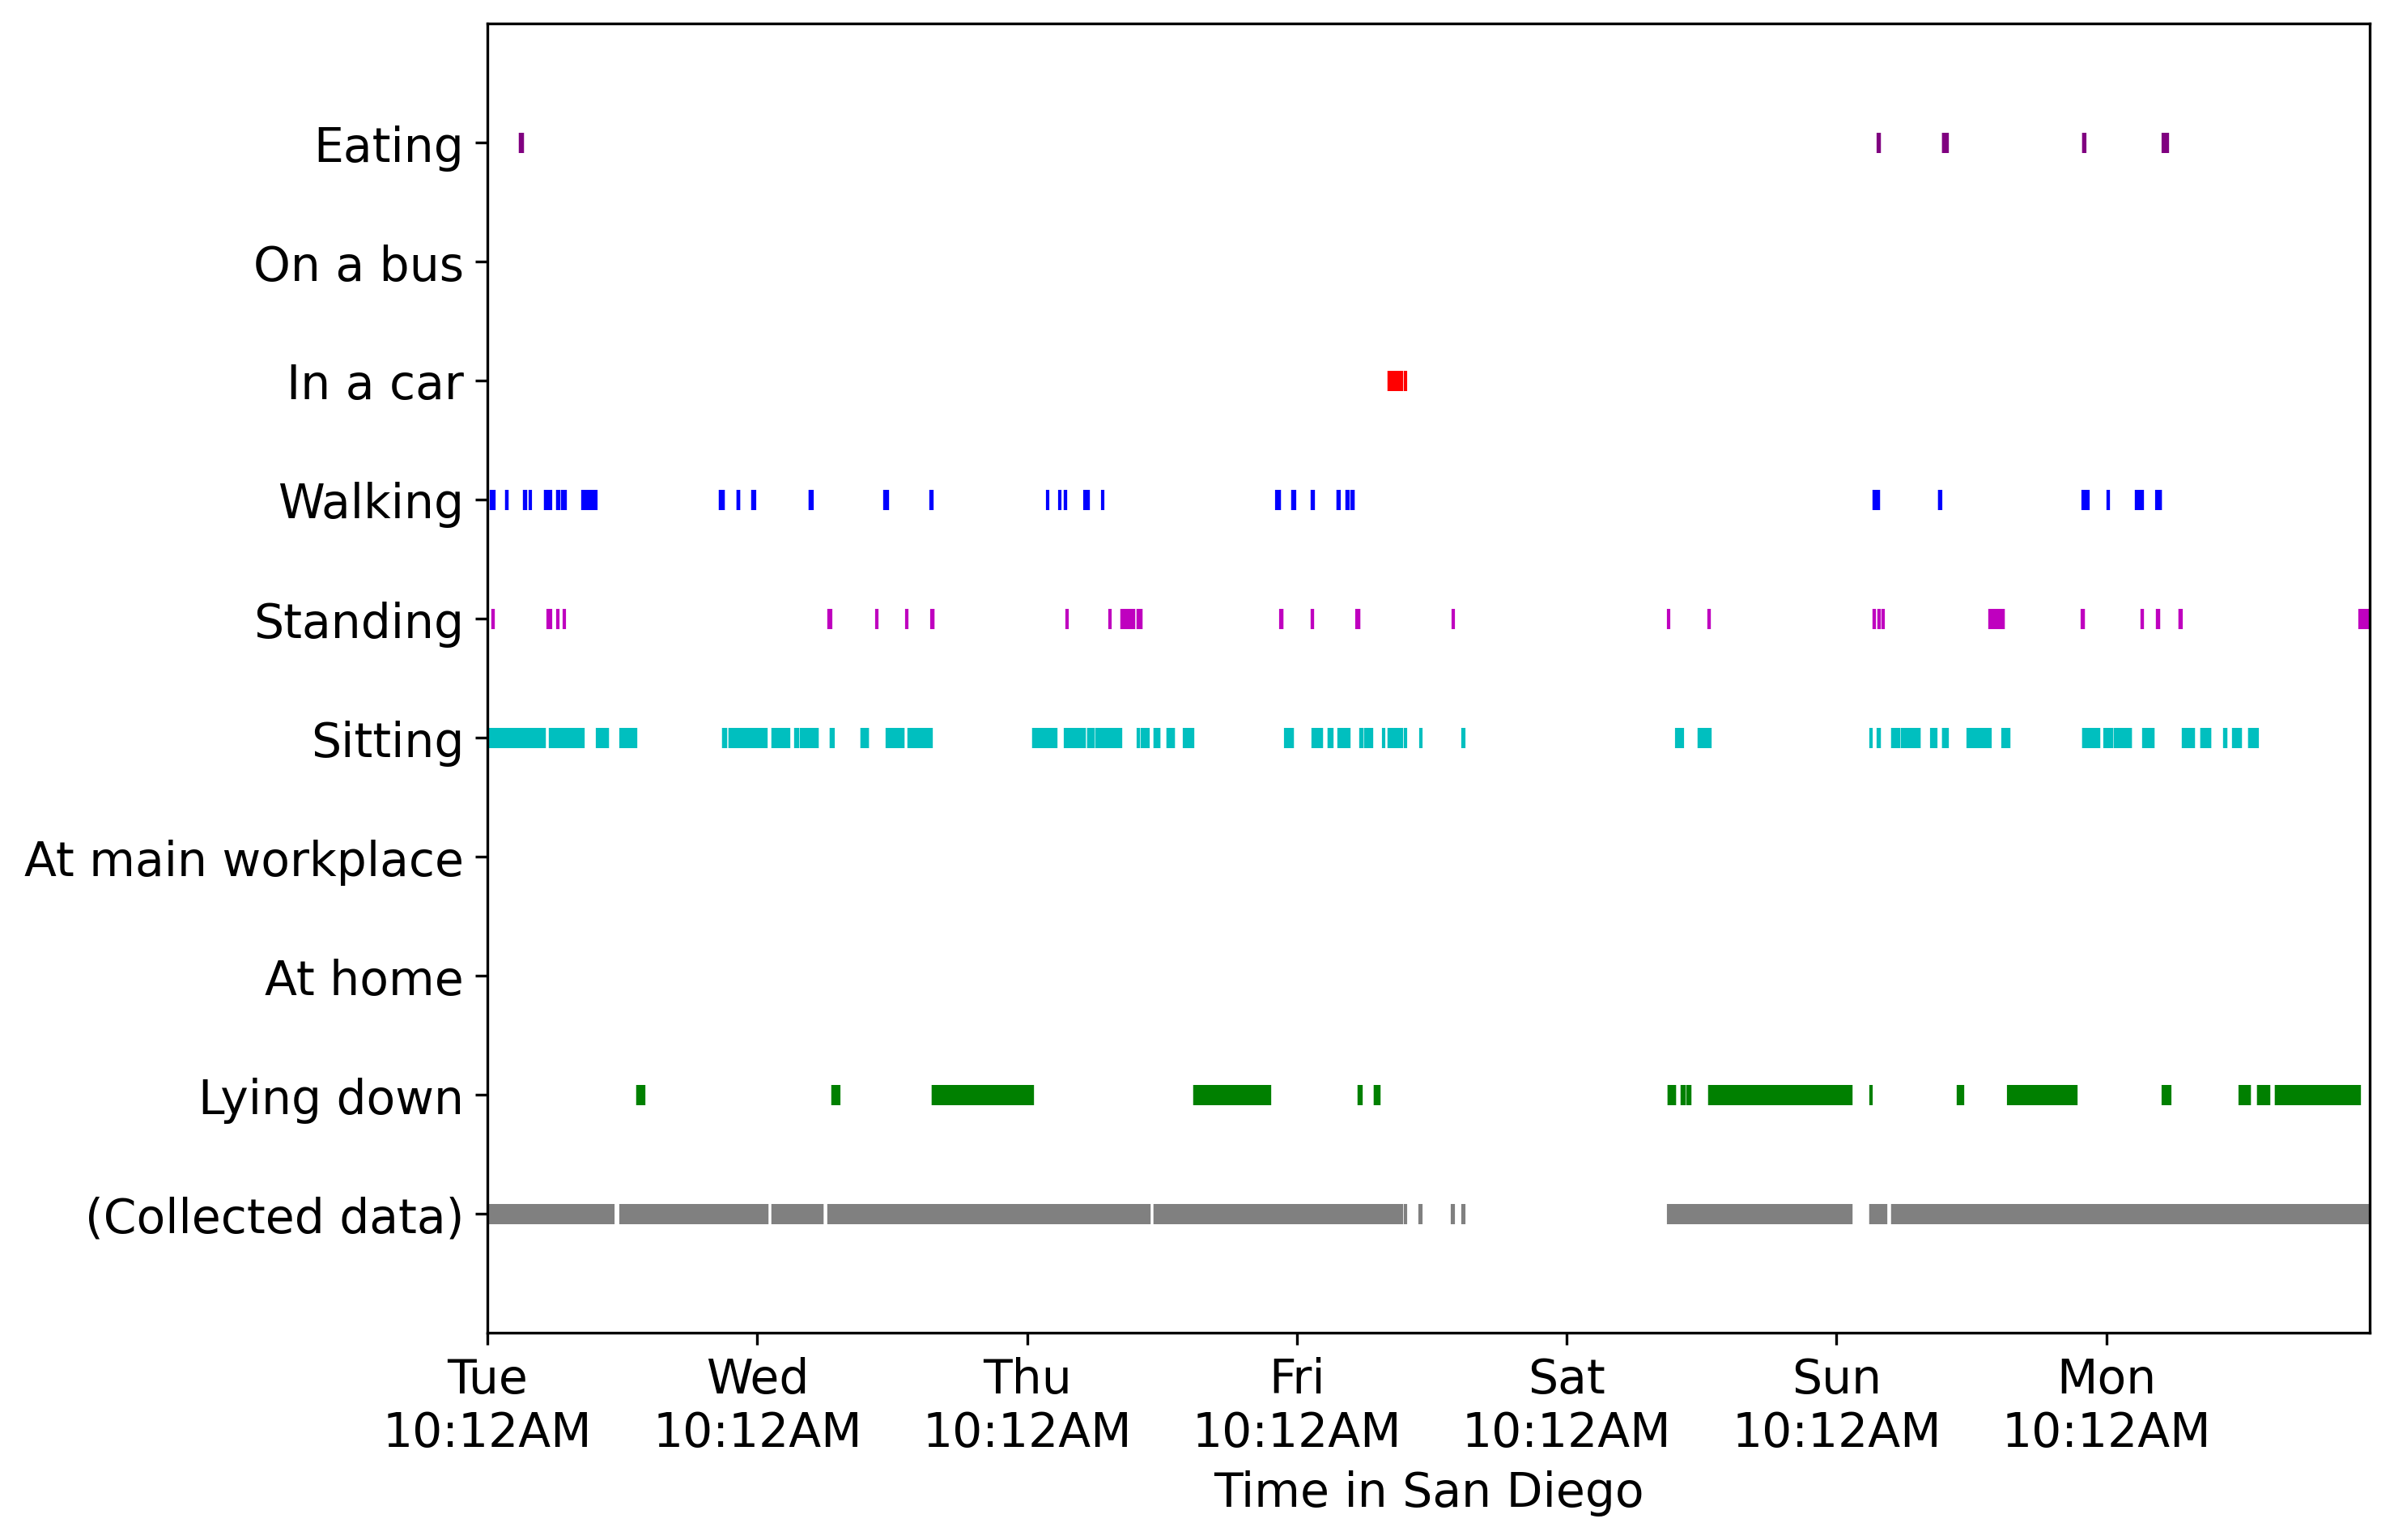 Eating
On a bus
In a car
Walking
Standing
Sitting
At main workplace
At home
Lying down
(Collected data)
Tue Wed Thu Fri Sat Sun Mon
10:12AM 10:12AM 10:12AM 10:12AM 10:12AM 10:12AM 10:12AM
Time in San Diego